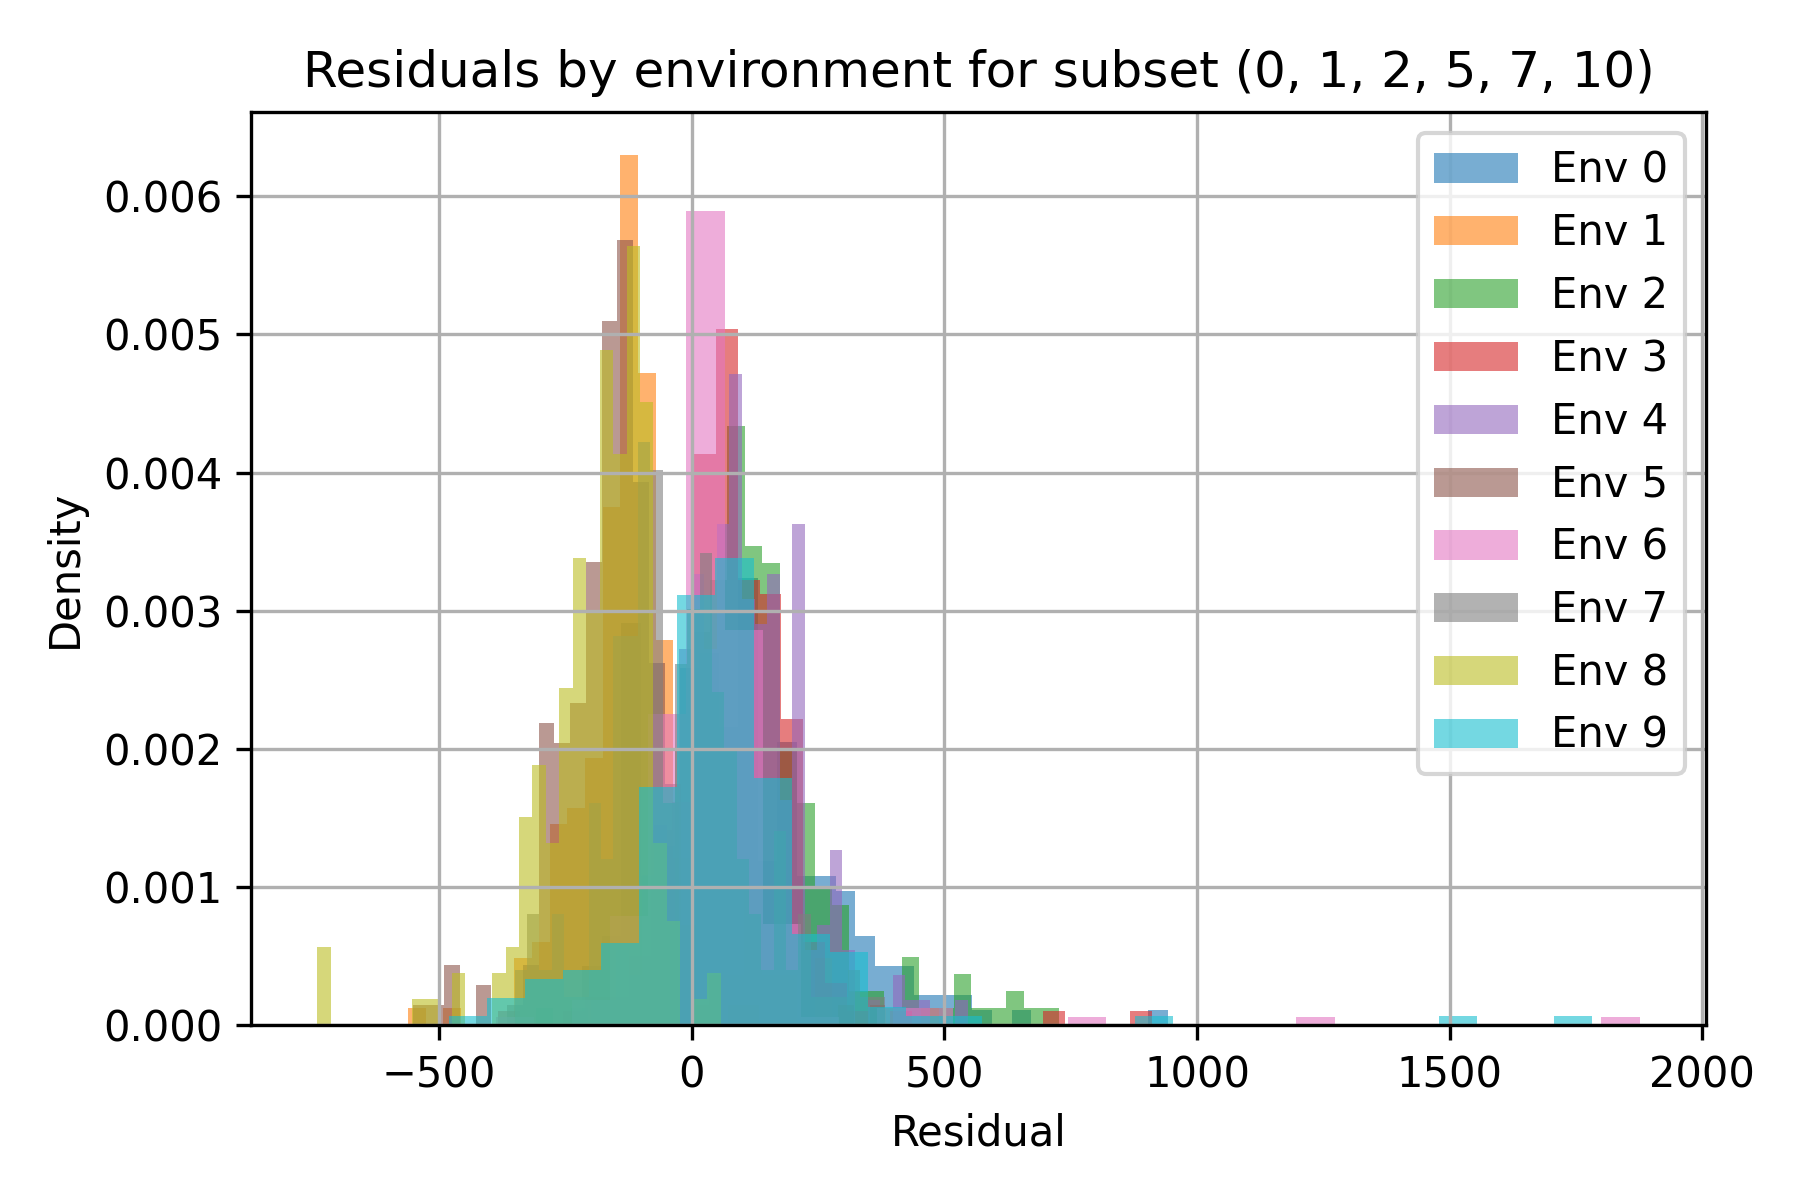 Residuals by environment for subset (0, 1, 2, 5, 7, 10)
Density
0.006
0.005
0.004
0.003
0.002
0.001
0.000
−500
0
500
1000
1500
2000
Residual
Env 0
Env 1
Env 2
Env 3
Env 4
Env 5
Env 6
Env 7
Env 8
Env 9